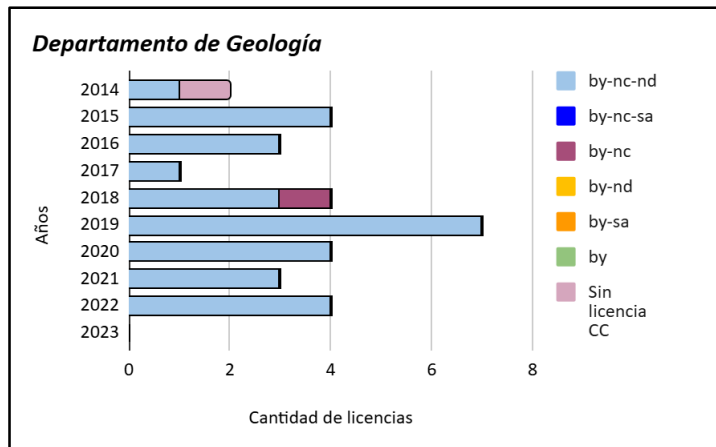 Departamento de Geología
2014
2015
2016
2017
2018
2019
2020
2021
2022
2023
Años
0 2 4 6 8
Cantidad de licencias
by-nc-nd
by-nc-sa
by-nc
by-nd
by-sa
by
Sin
licencia
CC